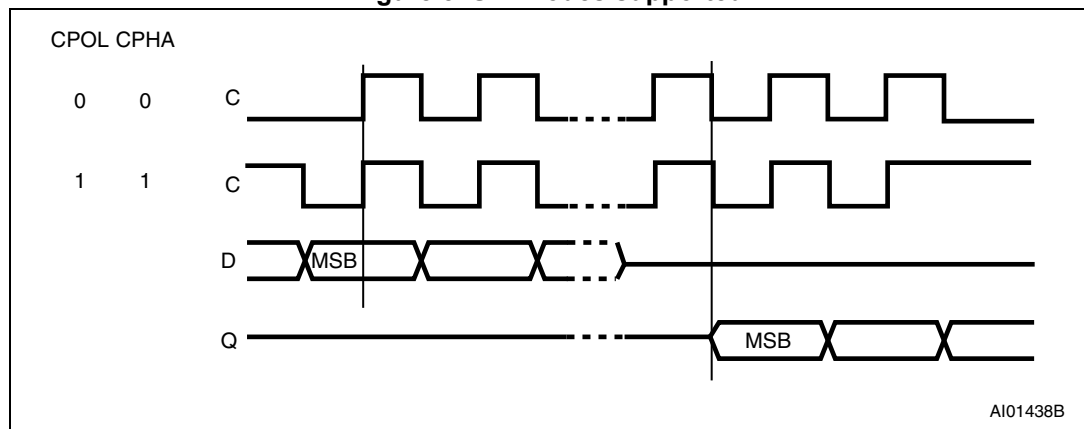 CPOL CPHA
0 0 C
1 1 C
D MSB
Q MSB
AI01438B